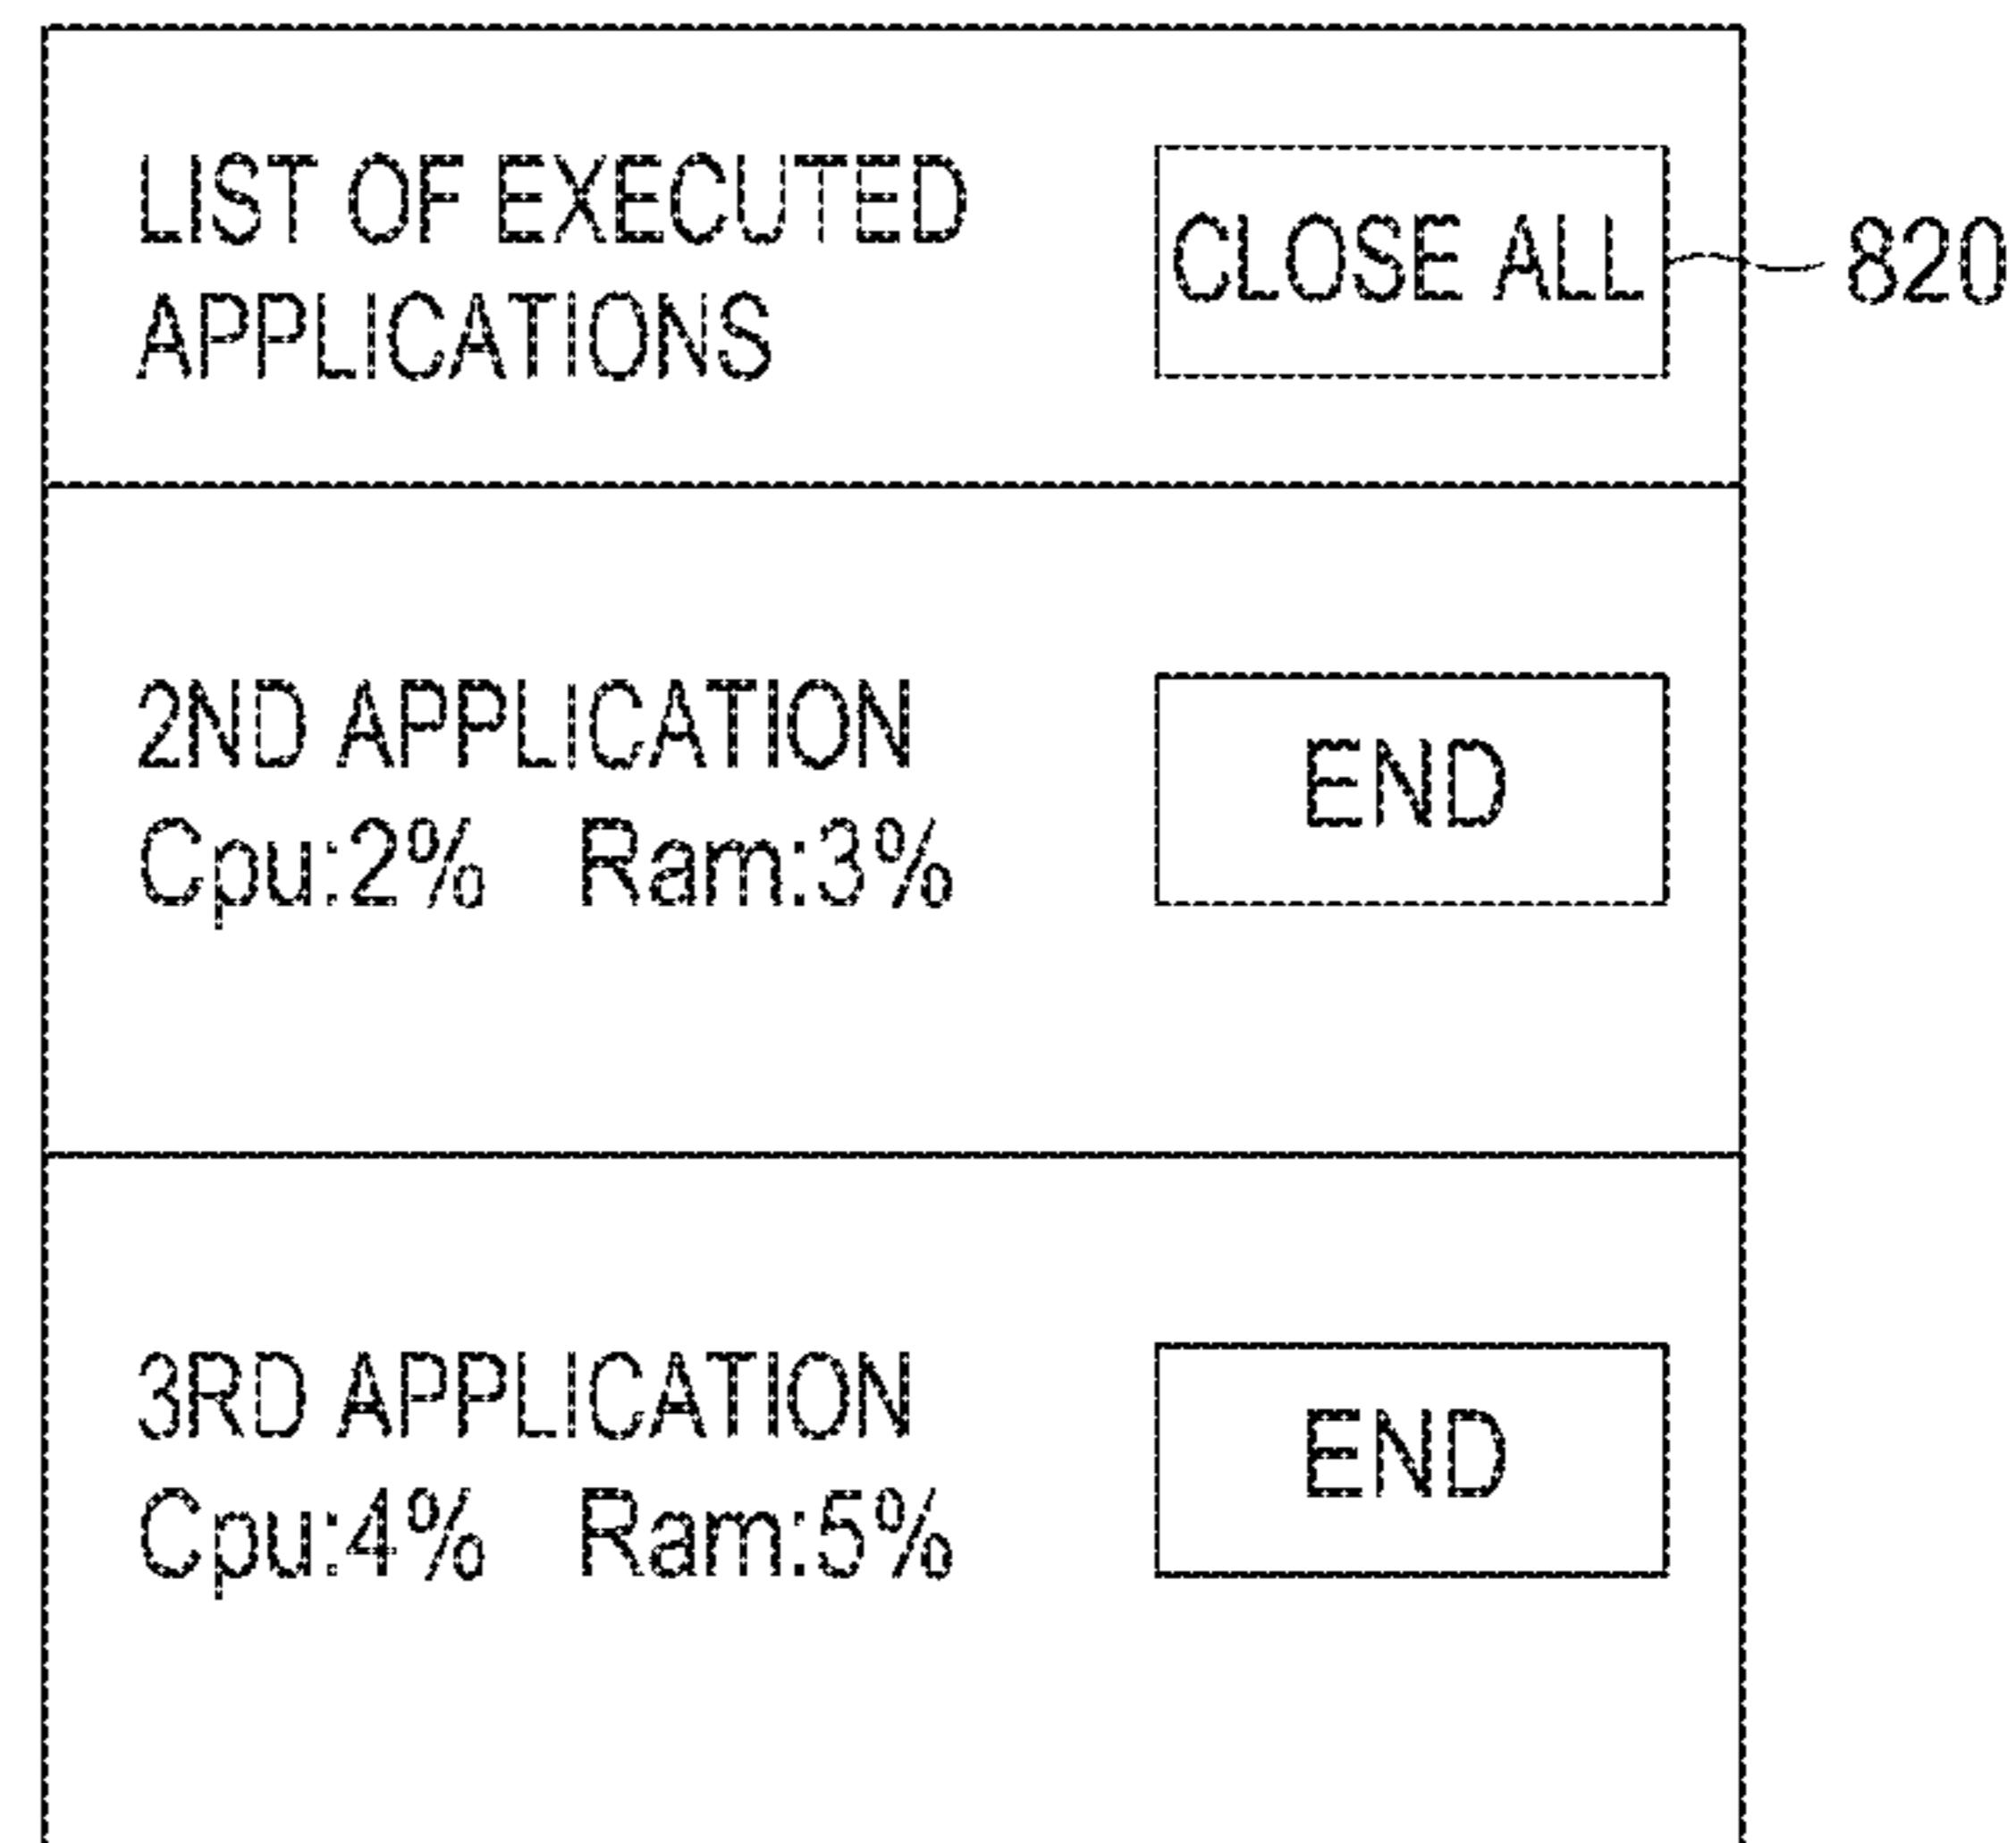 LIST OF EXECUTED
APPLICATIONS
CLOSE ALL
820
2ND APPLICATION
Cpu:2% Ram:3%
END
3RD APPLICATION
Cpu:4% Ram:5%
END